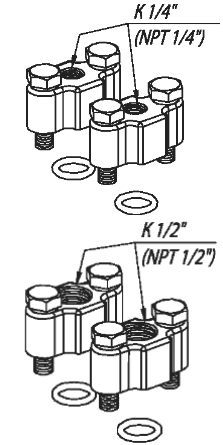 K 1/4"
(NPT 1/4")
K 1/2"
(NPT 1/2")